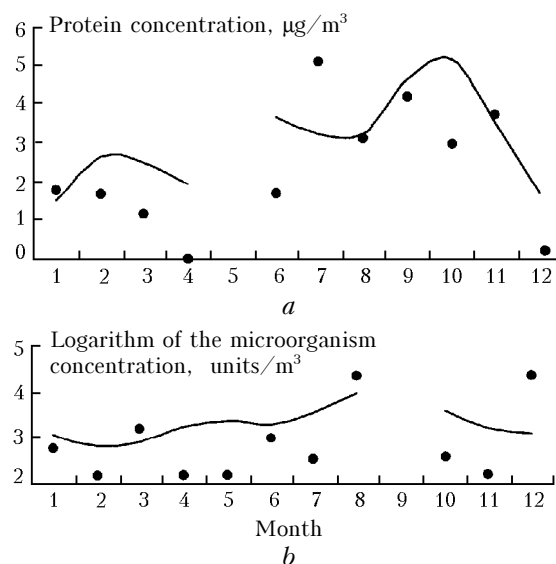 Protein concentration, μg/m³
6
5
4
3
2
1
0
1 2 3 4 5 6 7 8 9 10 11 12
a
Logarithm of the microorganism
concentration, units/m³
5
4
3
2
1 2 3 4 5 6 7 8 9 10 11 12
Month
b